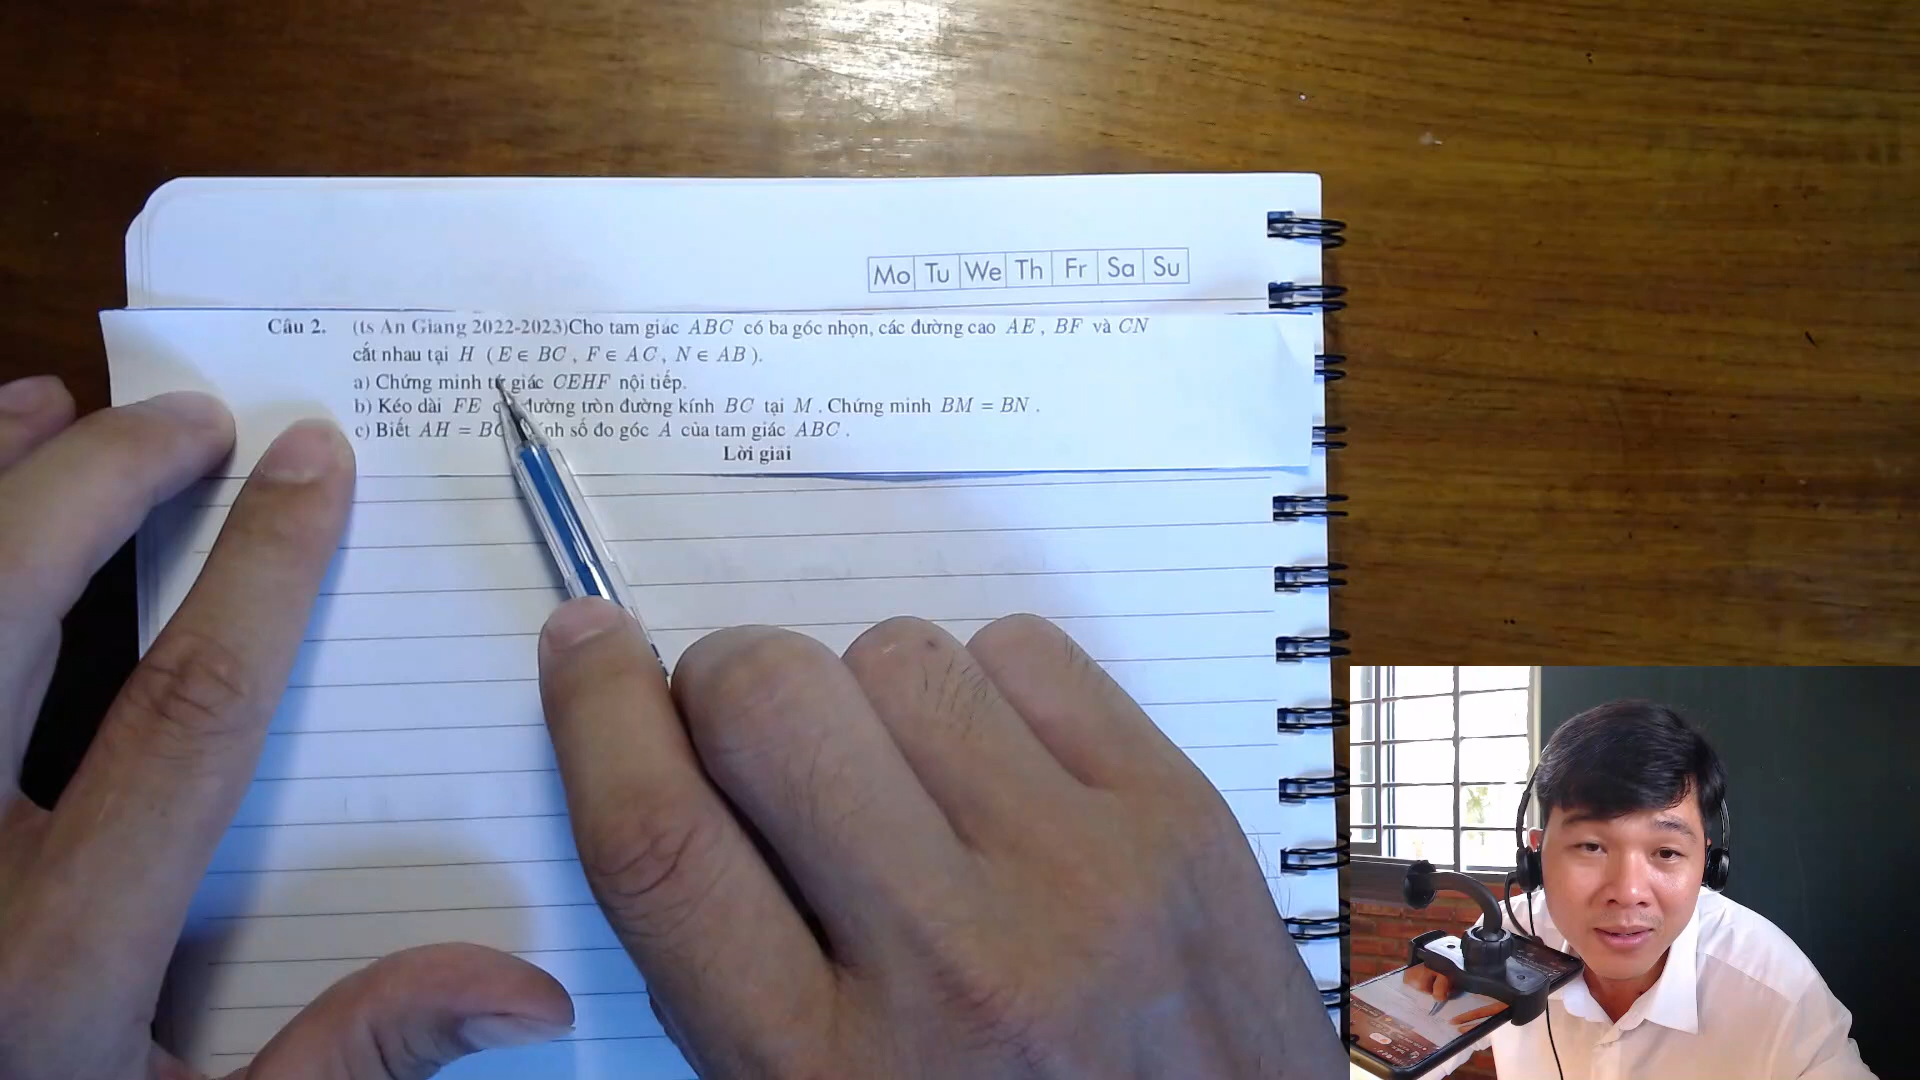 Mo Tu We Th Fr Sa Su
Câu 2. (ts An Giang 2022-2023)Cho tam giác ABC có ba góc nhọn, các đường cao AE, BF và CN
cắt nhau tại H (E ∈ BC, F ∈ AC, N ∈ AB).
a) Chứng minh tứ giác CEHF nội tiếp.
b) Kéo dài FE đường tròn đường kính BC tại M. Chứng minh BM = BN.
c) Biết AH = BC số đo góc A của tam giác ABC.
Lời giải